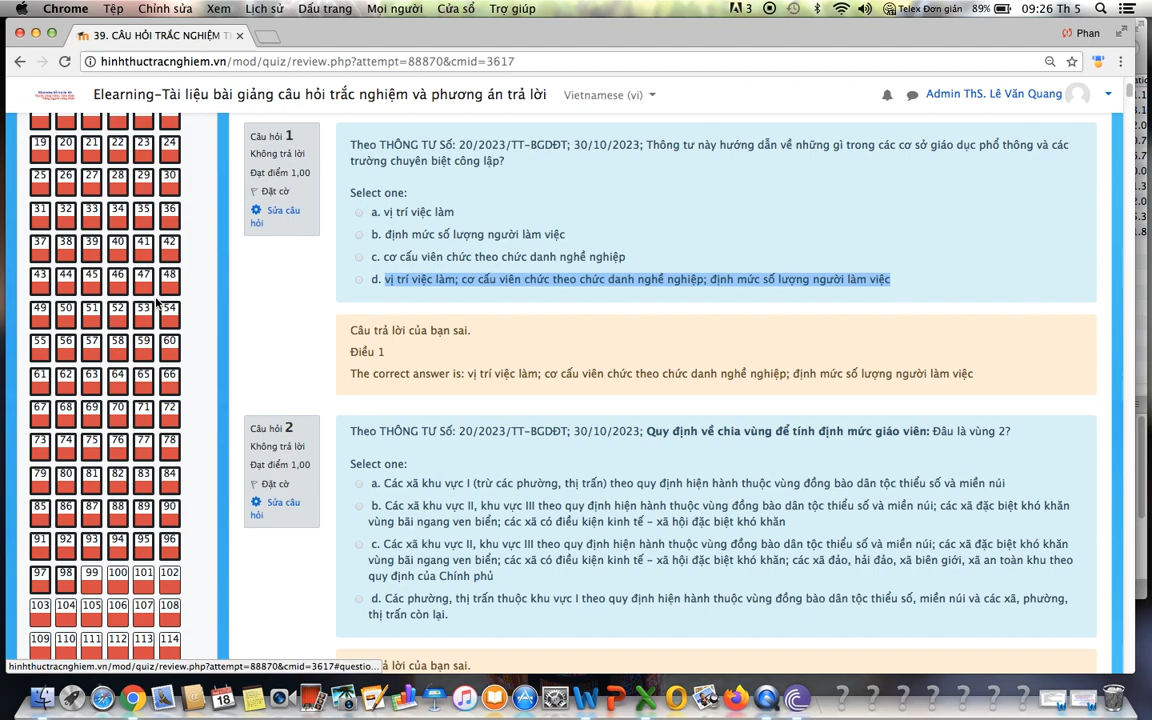 Chrome Tệp Chỉnh sửa Xem Lịch sử Dấu trang Mọi người Cửa sổ Trợ giúp 3 Telex Đơn giản 89% 09:26 Th 5
39. CÂU HỎI TRẮC NGHIỆM T
Phan
hinhthuctracnghiem.vn/mod/quiz/review.php?attempt=88870&cmid=3617
Elearning-Tài liệu bài giảng câu hỏi trắc nghiệm và phương án trả lời Vietnamese (vi) Admin ThS. Lê Văn Quang
19 20 21 22 23 24
25 26 27 28 29 30
31 32 33 34 35 36
37 38 39 40 41 42
43 44 45 46 47 48
49 50 51 52 53 54
55 56 57 58 59 60
61 62 63 64 65 66
67 68 69 70 71 72
73 74 75 76 77 78
79 80 81 82 83 84
85 86 87 88 89 90
91 92 93 94 95 96
97 98 99 100 101 102
103 104 105 106 107 108
109 110 111 112 113 114
Câu hỏi 1
Không trả lời
Đạt điểm 1,00
Đặt cờ
Sửa câu
hỏi
Theo THÔNG TƯ Số: 20/2023/TT-BGDĐT; 30/10/2023; Thông tư này hướng dẫn về những gì trong các cơ sở giáo dục phổ thông và các
trường chuyên biệt công lập?
Select one:
a. vị trí việc làm
b. định mức số lượng người làm việc
c. cơ cấu viên chức theo chức danh nghề nghiệp
d. vị trí việc làm; cơ cấu viên chức theo chức danh nghề nghiệp; định mức số lượng người làm việc
Câu trả lời của bạn sai.
Điều 1
The correct answer is: vị trí việc làm; cơ cấu viên chức theo chức danh nghề nghiệp; định mức số lượng người làm việc
Câu hỏi 2
Không trả lời
Đạt điểm 1,00
Đặt cờ
Sửa câu
hỏi
Theo THÔNG TƯ Số: 20/2023/TT-BGDĐT; 30/10/2023; Quy định về chia vùng để tính định mức giáo viên: Đâu là vùng 2?
Select one:
a. Các xã khu vực I (trừ các phường, thị trấn) theo quy định hiện hành thuộc vùng đồng bào dân tộc thiểu số và miền núi
b. Các xã khu vực II, khu vực III theo quy định hiện hành thuộc vùng đồng bào dân tộc thiểu số và miền núi; các xã đặc biệt khó khăn
vùng bãi ngang ven biển; các xã có điều kiện kinh tế - xã hội đặc biệt khó khăn
c. Các xã khu vực II, khu vực III theo quy định hiện hành thuộc vùng đồng bào dân tộc thiểu số và miền núi; các xã đặc biệt khó khăn
vùng bãi ngang ven biển; các xã có điều kiện kinh tế - xã hội đặc biệt khó khăn; các xã đảo, hải đảo, xã biên giới, xã an toàn khu theo
quy định của Chính phủ
d. Các phường, thị trấn thuộc khu vực I theo quy định hiện hành thuộc vùng đồng bào dân tộc thiểu số, miền núi và các xã, phường,
thị trấn còn lại.
hinhthuctracnghiem.vn/mod/quiz/review.php?attempt=88870&cmid=3617#questio...
ả lời của bạn sai.